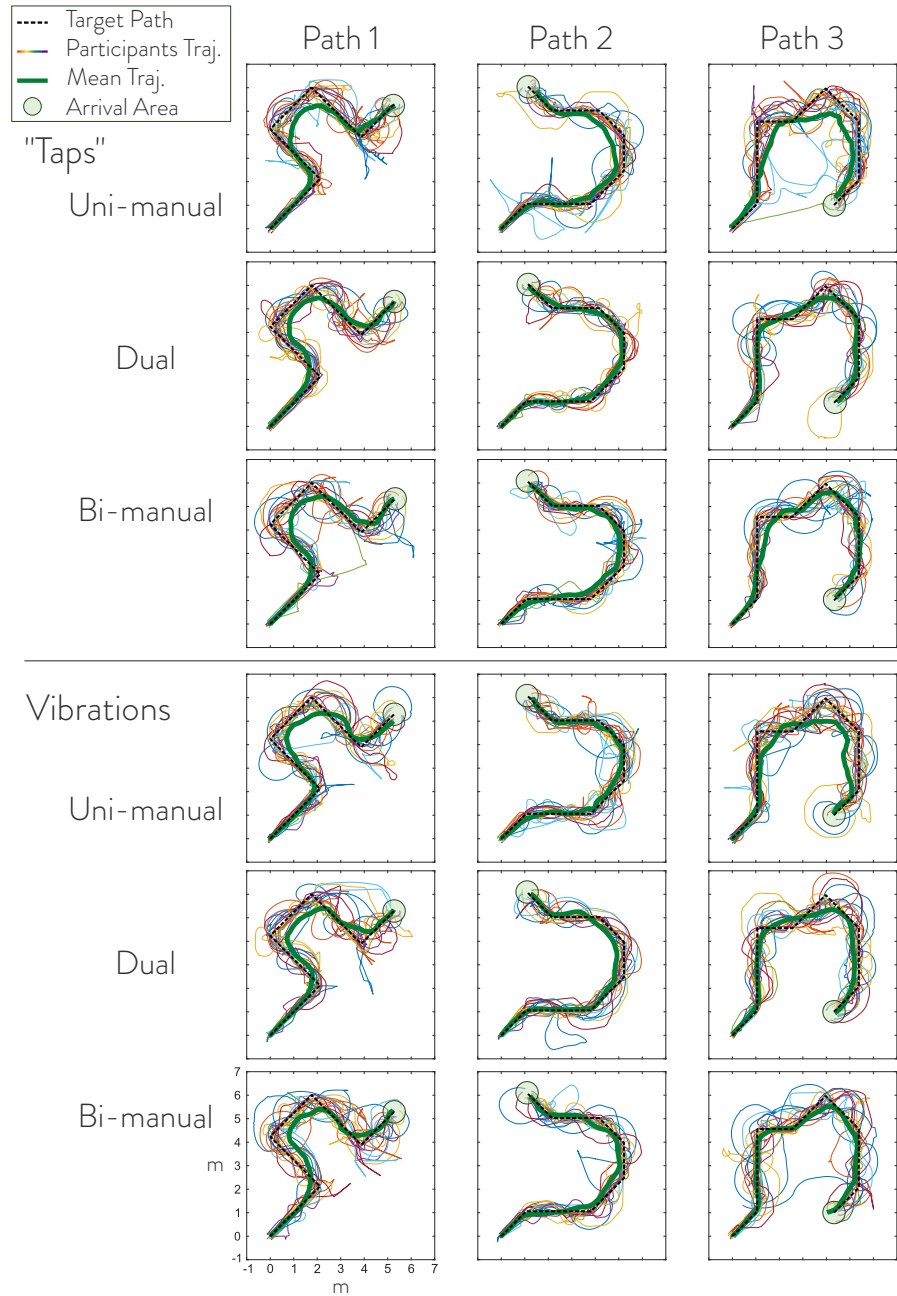 Target Path
Participants Traj.
Mean Traj.
Arrival Area
Path 1
Path 2
Path 3
"Taps"
Uni-manual
Dual
Bi-manual
Vibrations
Uni-manual
Dual
Bi-manual
7
6
5
4
3
2
1
0
-1
m
-1 0 1 2 3 4 5 6 7
m